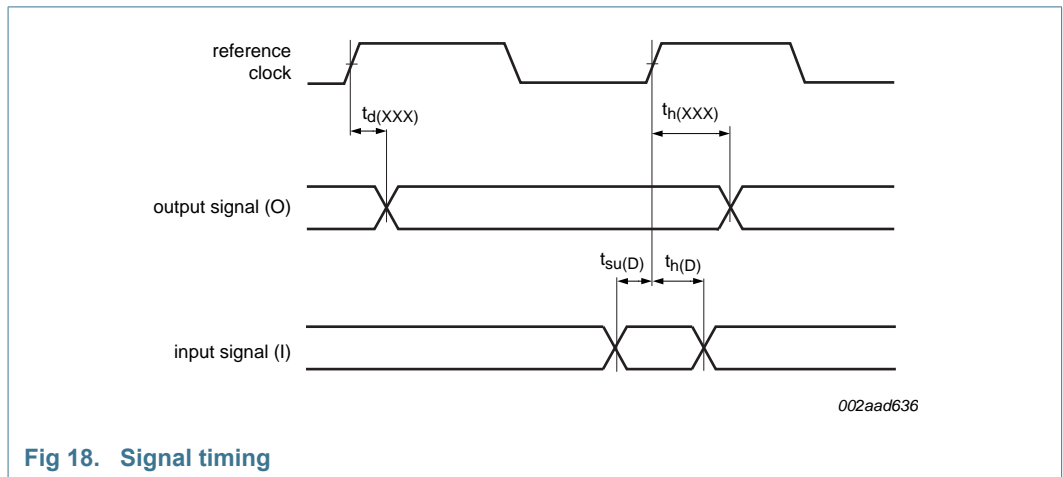 reference
clock
td(XXX)
th(XXX)
output signal (O)
tsu(D)
th(D)
input signal (I)
002aad636
Fig 18. Signal timing